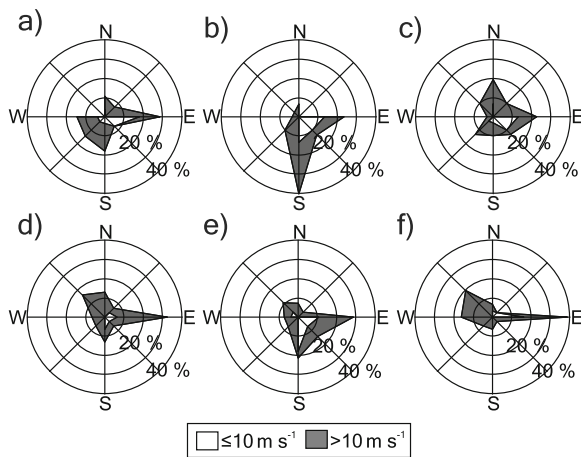 a) b) c)
N N N
W E W E W E
20 % 20 % 20 %
40 % 40 % 40 %
S S S
d) e) f)
N N N
W E W E W E
20 % 20 % 20 %
40 % 40 % 40 %
S S S
≤10 m s⁻¹ >10 m s⁻¹